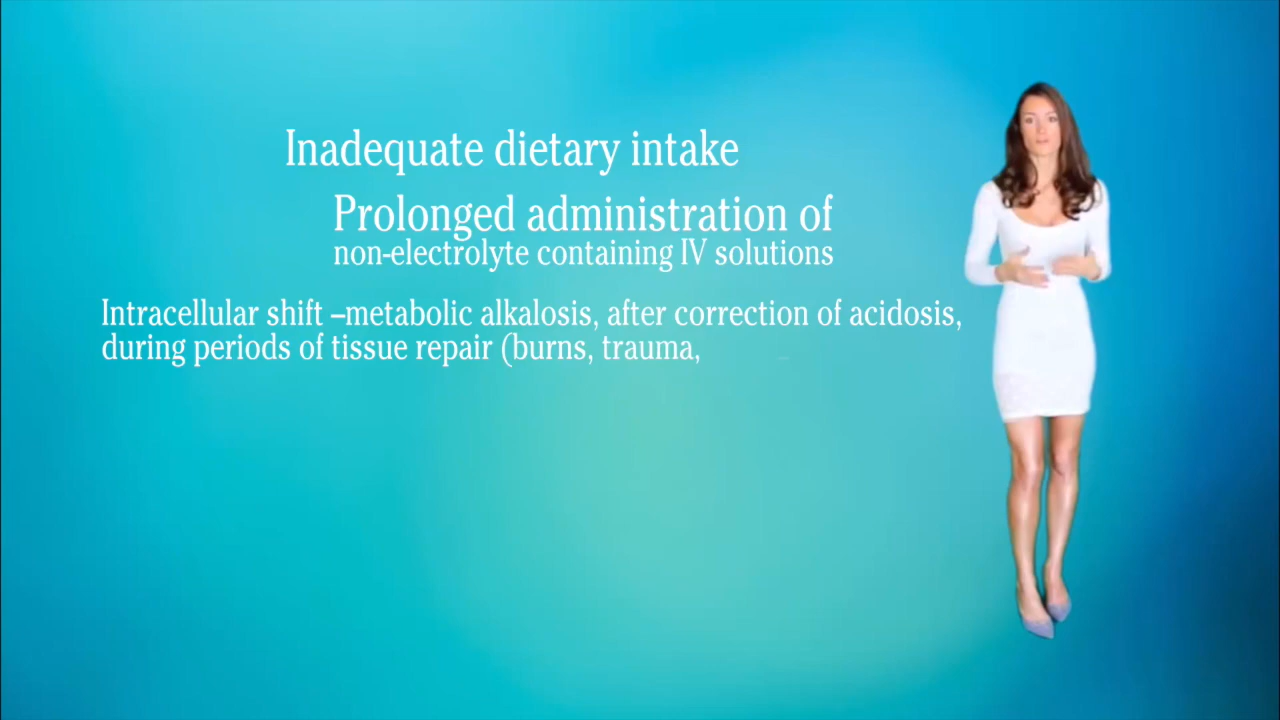 Inadequate dietary intake
Prolonged administration of
non-electrolyte containing IV solutions
Intracellular shift –metabolic alkalosis, after correction of acidosis,
during periods of tissue repair (burns, trauma,